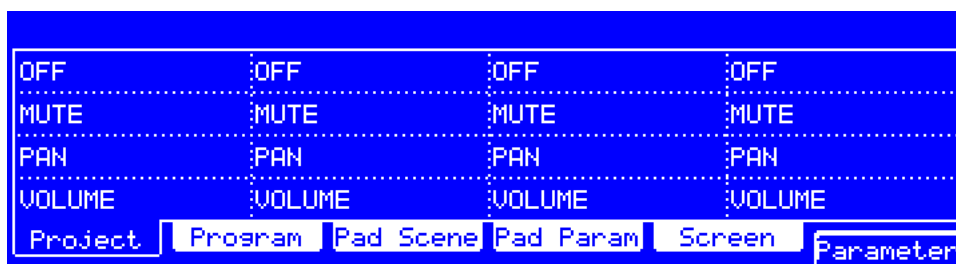 OFF OFF OFF OFF
MUTE MUTE MUTE MUTE
PAN PAN PAN PAN
VOLUME VOLUME VOLUME VOLUME
Project Program Pad Scene Pad Param Screen Parameter